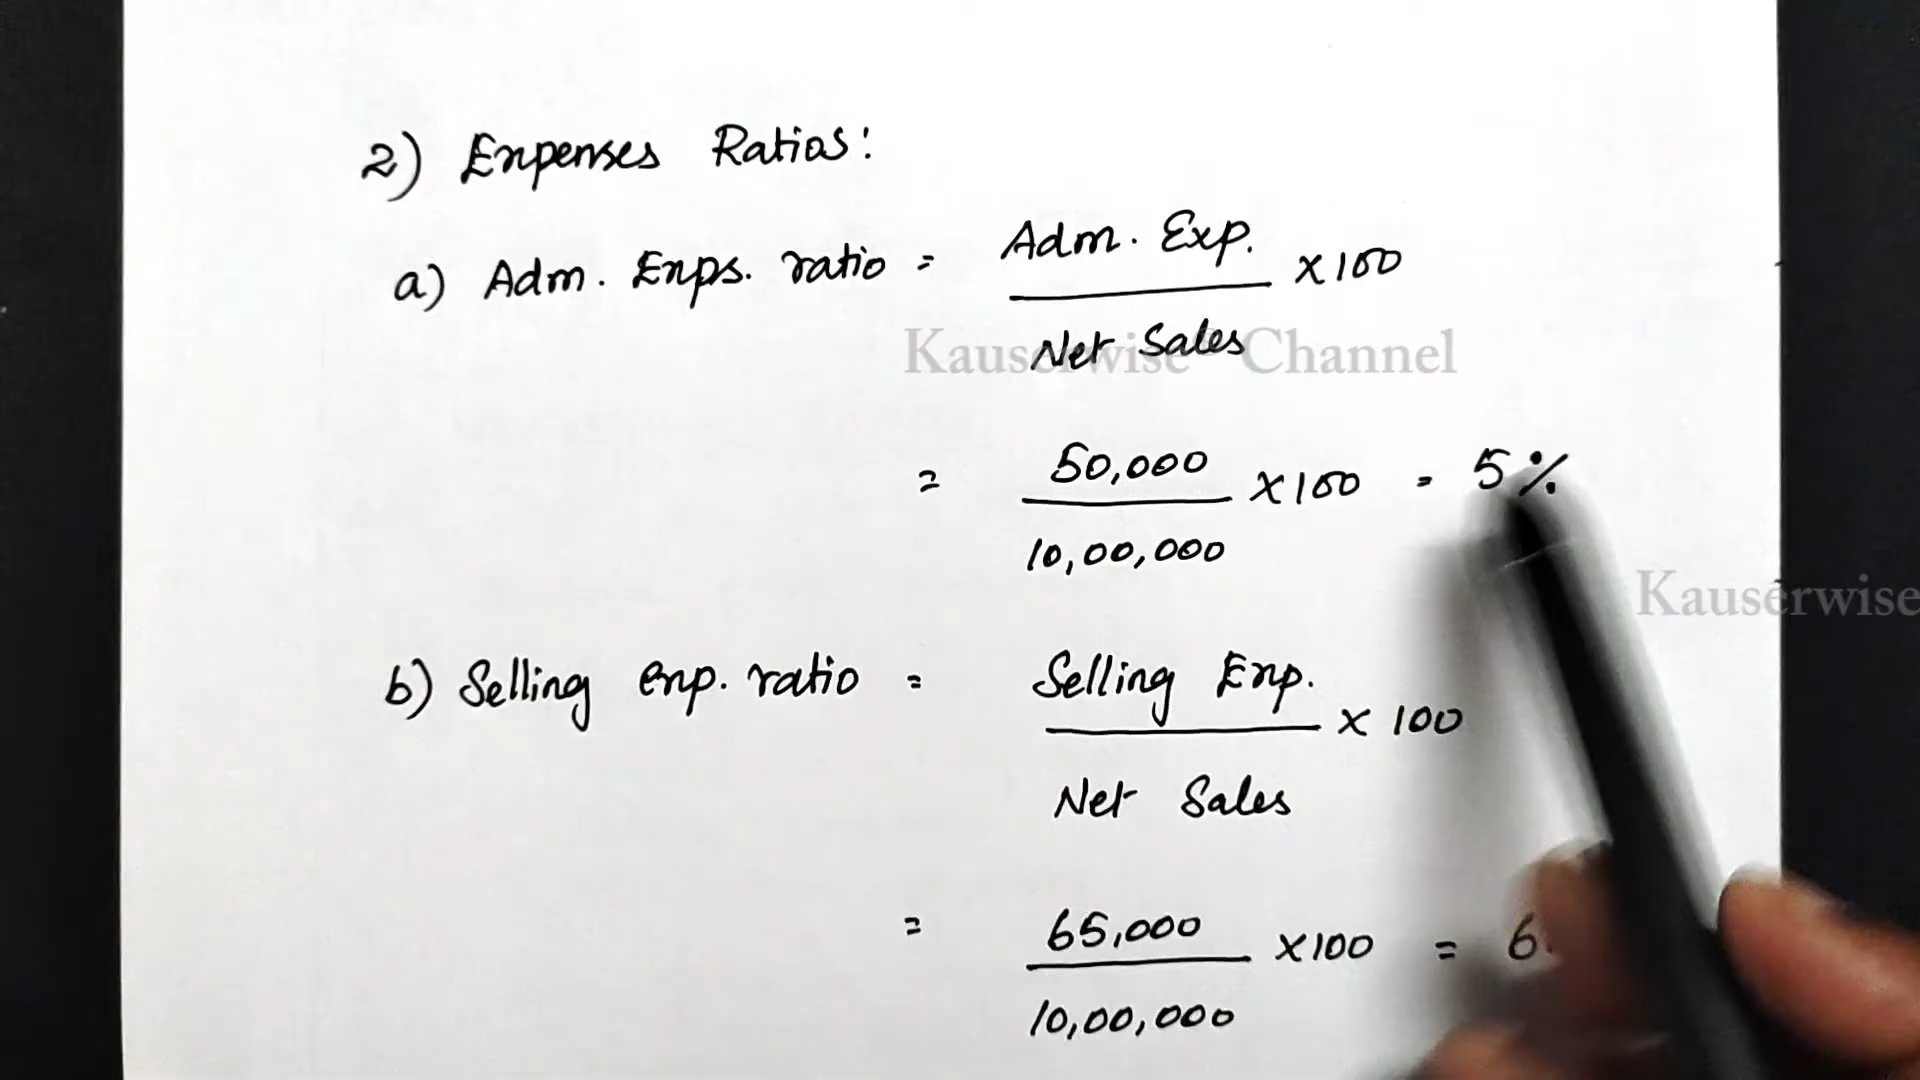 2) Expenses Ratios:
a) Adm. Exps. ratio = Adm. Exp. × 100
Net Sales
Kauserwise® Channel
= 50,000 × 100 = 5%
10,00,000
Kauserwise
b) Selling exp. ratio = Selling Exp. × 100
Net Sales
= 65,000 × 100 = 6.
10,00,000